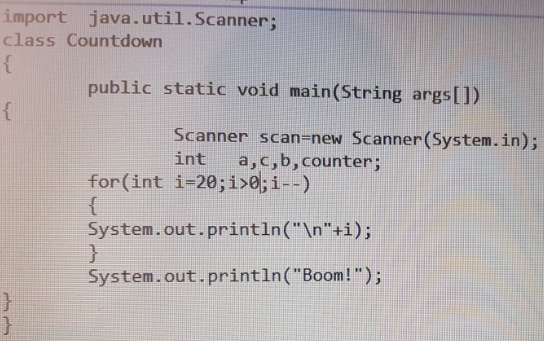 import java.util.Scanner;
class Countdown
{
public static void main(String args[])
{
Scanner scan=new Scanner(System.in);
int a,c,b,counter;
for(int i=20;i>0;i--)
{
System.out.println("\n"+i);
}
System.out.println("Boom!");
}
}